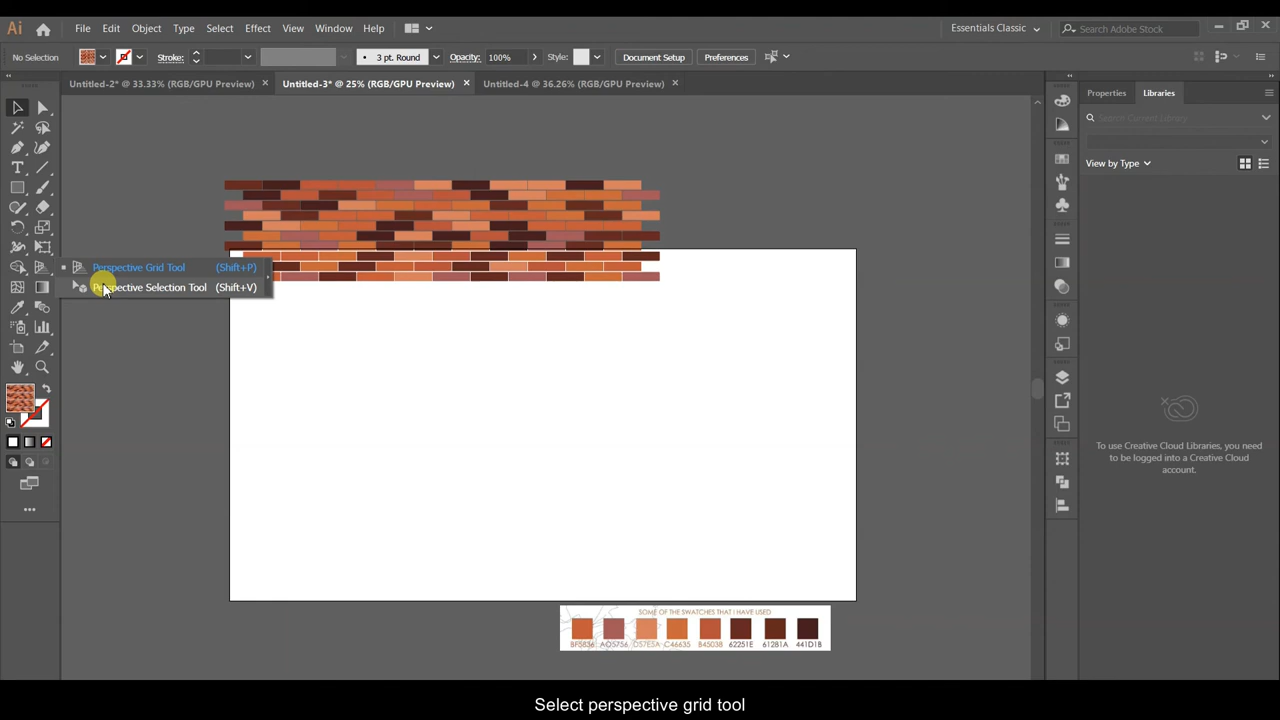 Ai File Edit Object Type Select Effect View Window Help Essentials Classic Search Adobe Stock
No Selection Stroke: 3 pt. Round Opacity: 100% Style: Document Setup Preferences
Untitled-2* @ 33.33% (RGB/GPU Preview) × Untitled-3* @ 25% (RGB/GPU Preview) × Untitled-4 @ 36.26% (RGB/GPU Preview) ×
Properties Libraries
Search Current Library
View by Type
Perspective Grid Tool (Shift+P)
Perspective Selection Tool (Shift+V)
To use Creative Cloud Libraries, you need
to be logged into a Creative Cloud
account.
SOME OF THE SWATCHES THAT I HAVE USED
BF5836 AO5756 D57E5A C46635 B45038 62251E 61281A 441D1B
Select perspective grid tool